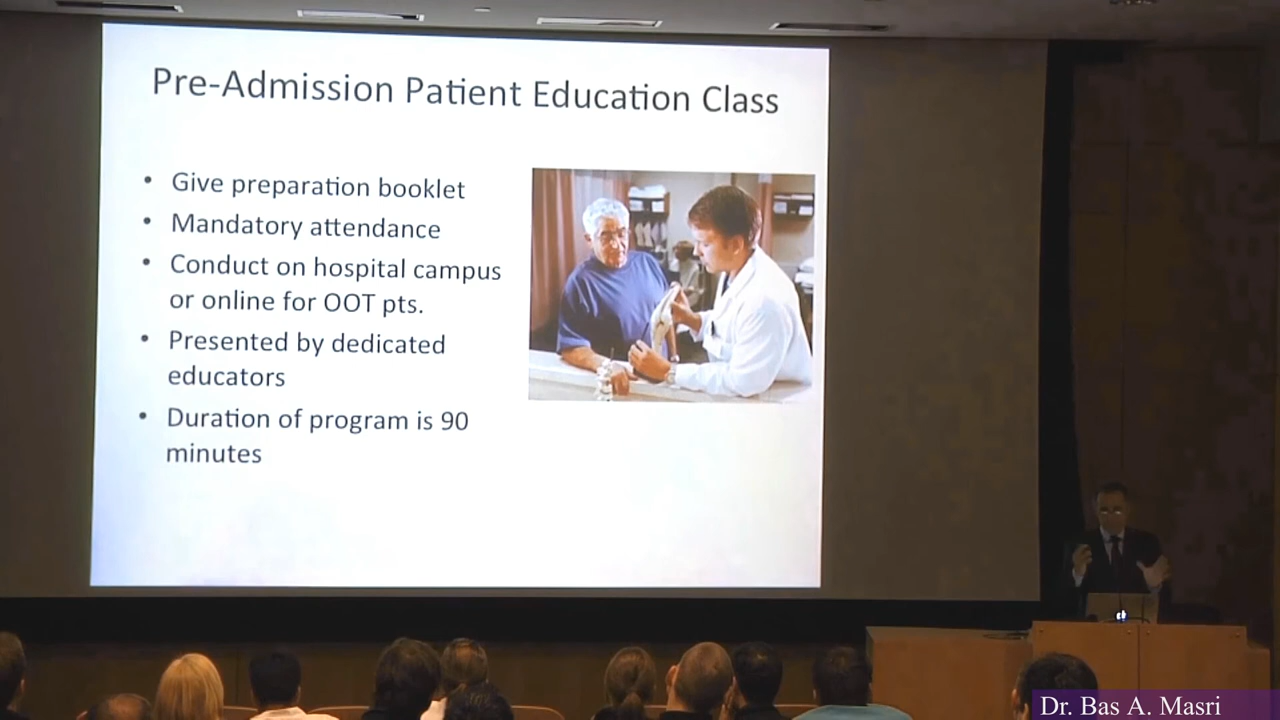 Pre-Admission Patient Education Class
• Give preparation booklet
• Mandatory attendance
• Conduct on hospital campus
or online for OOT pts.
• Presented by dedicated
educators
• Duration of program is 90
minutes
Dr. Bas A. Masri